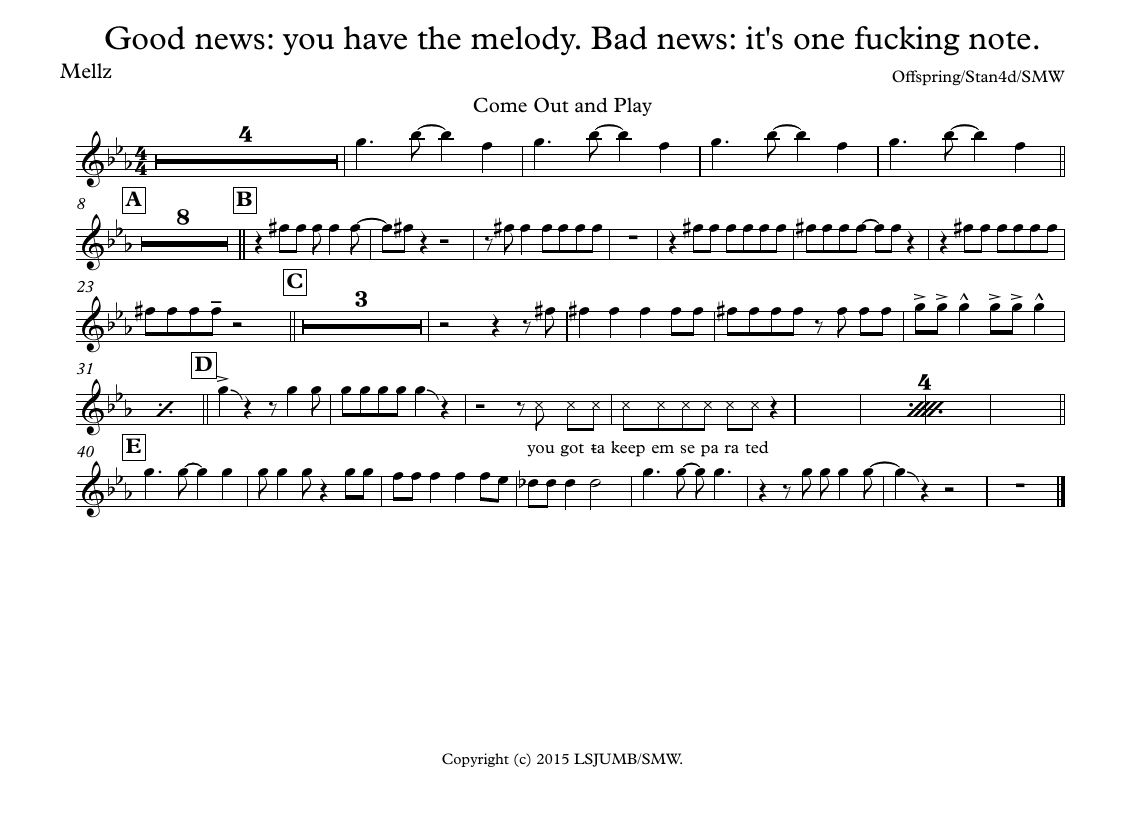 Good news: you have the melody. Bad news: it's one fucking note.
Mellz
Offspring/Stan4d/SMW
Come Out and Play
4
4
4
8
A
8
B
23
C
3
31
D
4
you got ta keep em se pa ra ted
40
E
Copyright (c) 2015 LSJUMB/SMW.